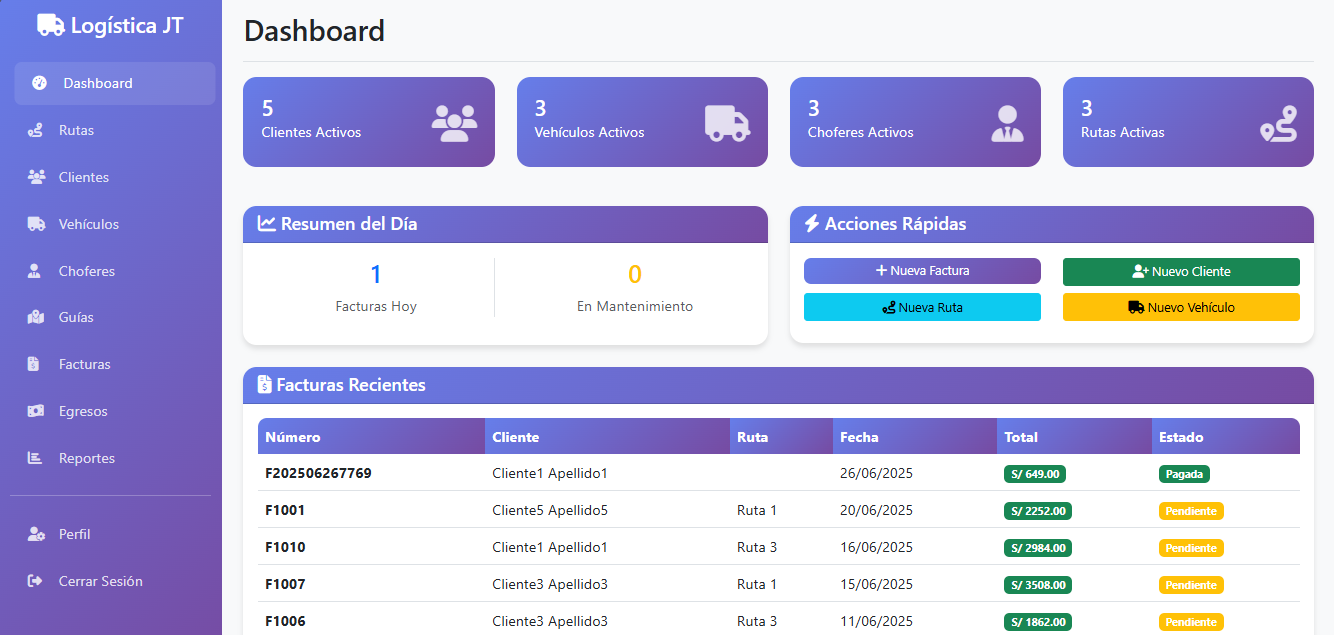 Logística JT
Dashboard
Rutas
Clientes
Vehículos
Choferes
Guías
Facturas
Egresos
Reportes
Perfil
Cerrar Sesión
Dashboard
5
Clientes Activos
3
Vehículos Activos
3
Choferes Activos
3
Rutas Activas
Resumen del Día
1
Facturas Hoy
0
En Mantenimiento
Acciones Rápidas
Nueva Factura
Nuevo Cliente
Nueva Ruta
Nuevo Vehículo
Facturas Recientes
Número Cliente Ruta Fecha Total Estado
F202506267769 Cliente1 Apellido1 26/06/2025 S/ 649.00 Pagada
F1001 Cliente5 Apellido5 Ruta 1 20/06/2025 S/ 2252.00 Pendiente
F1010 Cliente1 Apellido1 Ruta 3 16/06/2025 S/ 2984.00 Pendiente
F1007 Cliente3 Apellido3 Ruta 1 15/06/2025 S/ 3508.00 Pendiente
F1006 Cliente3 Apellido3 Ruta 3 11/06/2025 S/ 1862.00 Pendiente